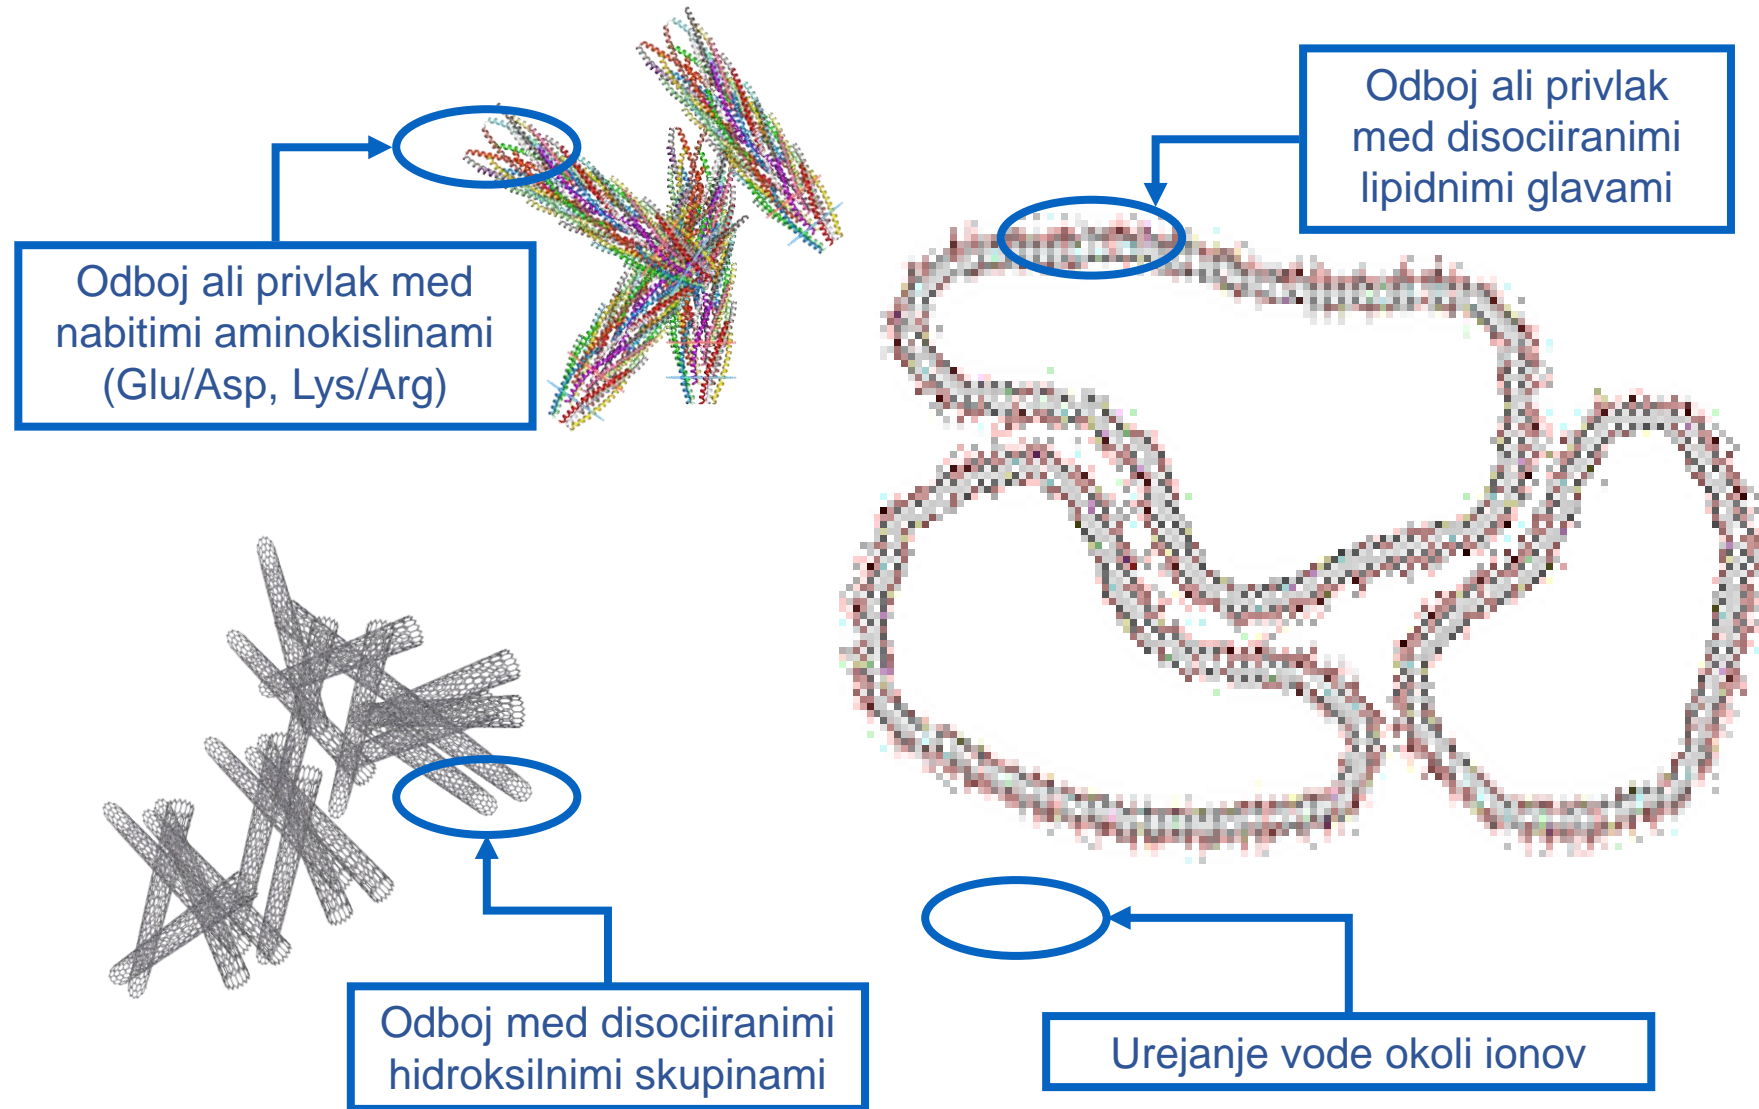 Odboj ali privlak med
nabitimi aminokislinami
(Glu/Asp, Lys/Arg)
Odboj ali privlak
med disociiranimi
lipidnimi glavami
Odboj med disociiranimi
hidroksilnimi skupinami
Urejanje vode okoli ionov